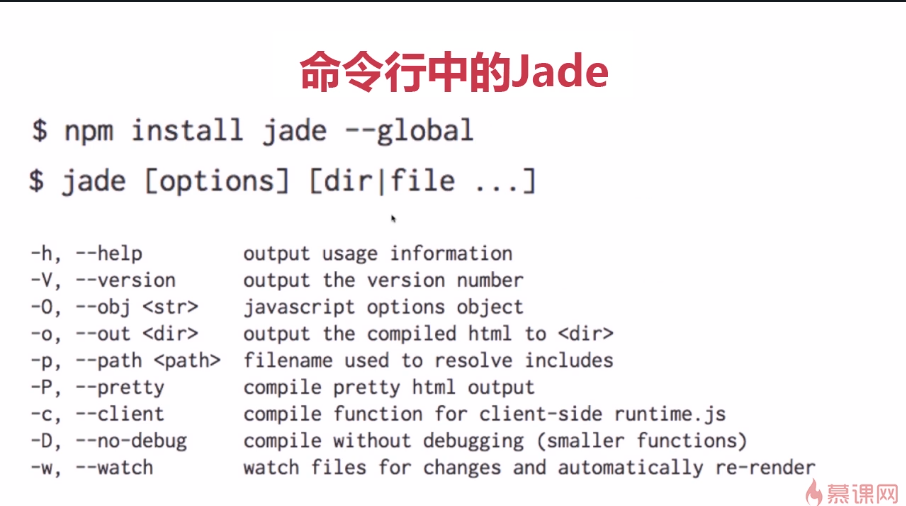 命令行中的Jade
$ npm install jade --global
$ jade [options] [dir|file ...]
-h, --help output usage information
-V, --version output the version number
-O, --obj <str> javascript options object
-o, --out <dir> output the compiled html to <dir>
-p, --path <path> filename used to resolve includes
-P, --pretty compile pretty html output
-c, --client compile function for client-side runtime.js
-D, --no-debug compile without debugging (smaller functions)
-w, --watch watch files for changes and automatically re-render
慕课网